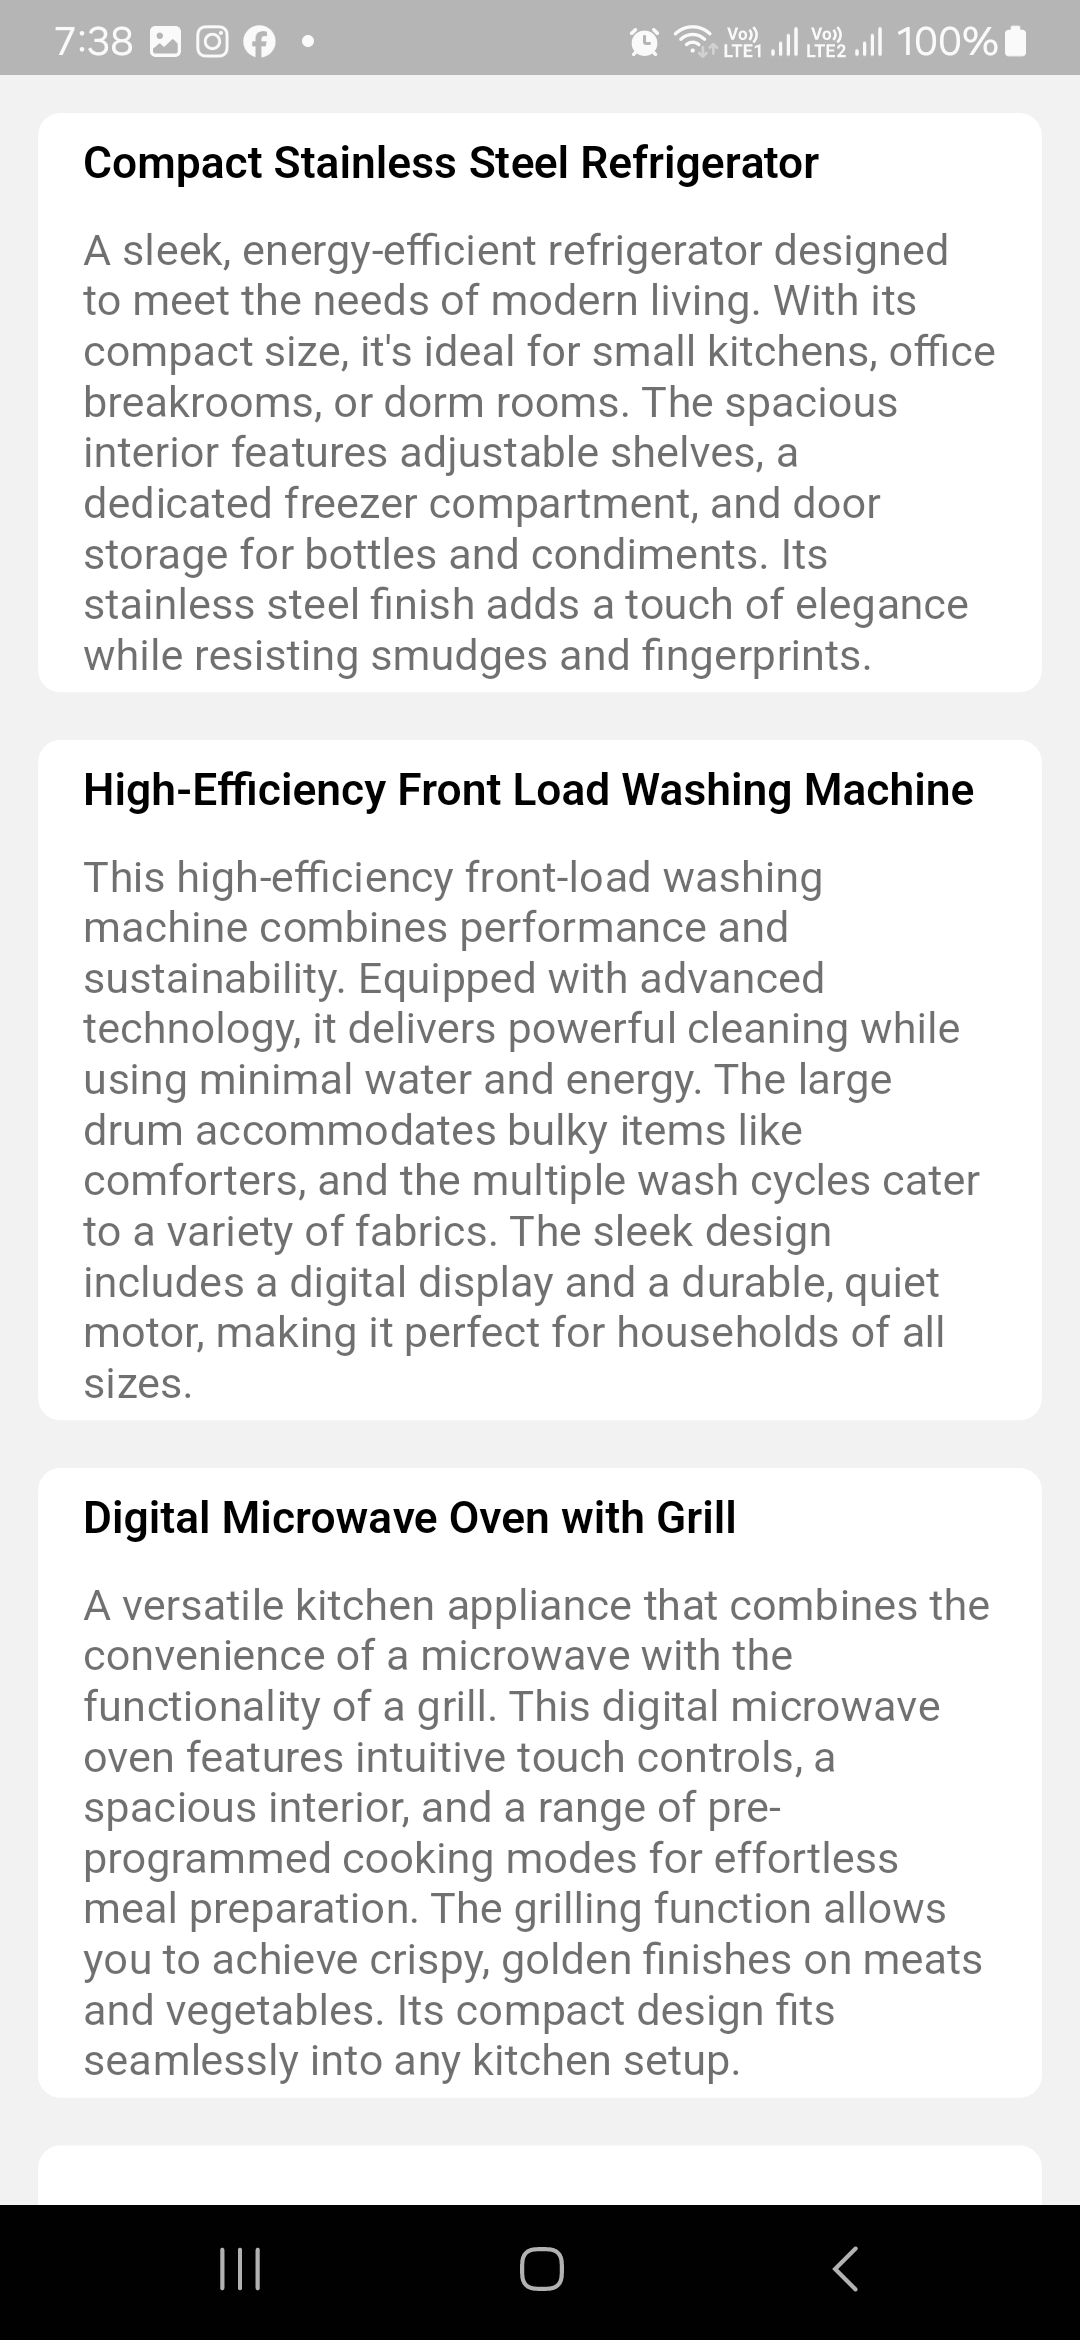 7:38
Vo)) LTE1 Vo)) LTE2 100%
Compact Stainless Steel Refrigerator
A sleek, energy-efficient refrigerator designed
to meet the needs of modern living. With its
compact size, it's ideal for small kitchens, office
breakrooms, or dorm rooms. The spacious
interior features adjustable shelves, a
dedicated freezer compartment, and door
storage for bottles and condiments. Its
stainless steel finish adds a touch of elegance
while resisting smudges and fingerprints.
High-Efficiency Front Load Washing Machine
This high-efficiency front-load washing
machine combines performance and
sustainability. Equipped with advanced
technology, it delivers powerful cleaning while
using minimal water and energy. The large
drum accommodates bulky items like
comforters, and the multiple wash cycles cater
to a variety of fabrics. The sleek design
includes a digital display and a durable, quiet
motor, making it perfect for households of all
sizes.
Digital Microwave Oven with Grill
A versatile kitchen appliance that combines the
convenience of a microwave with the
functionality of a grill. This digital microwave
oven features intuitive touch controls, a
spacious interior, and a range of pre-
programmed cooking modes for effortless
meal preparation. The grilling function allows
you to achieve crispy, golden finishes on meats
and vegetables. Its compact design fits
seamlessly into any kitchen setup.